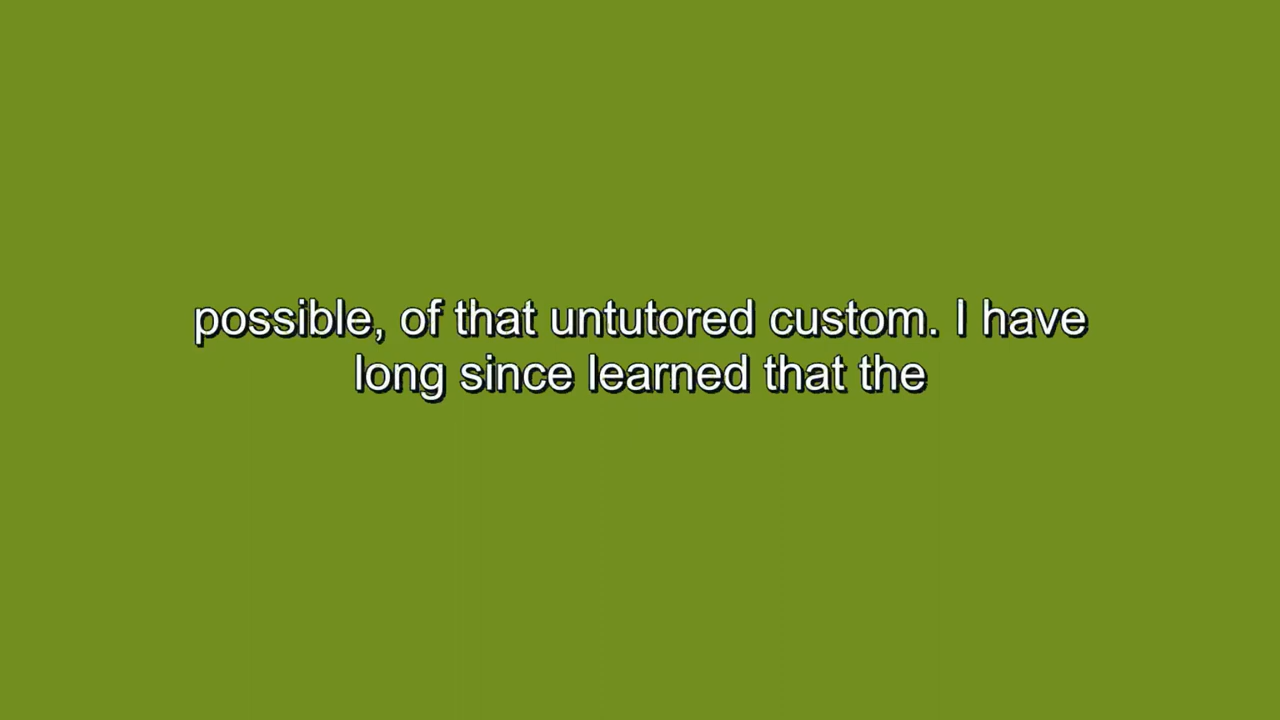 possible, of that untutored custom. I have
long since learned that the